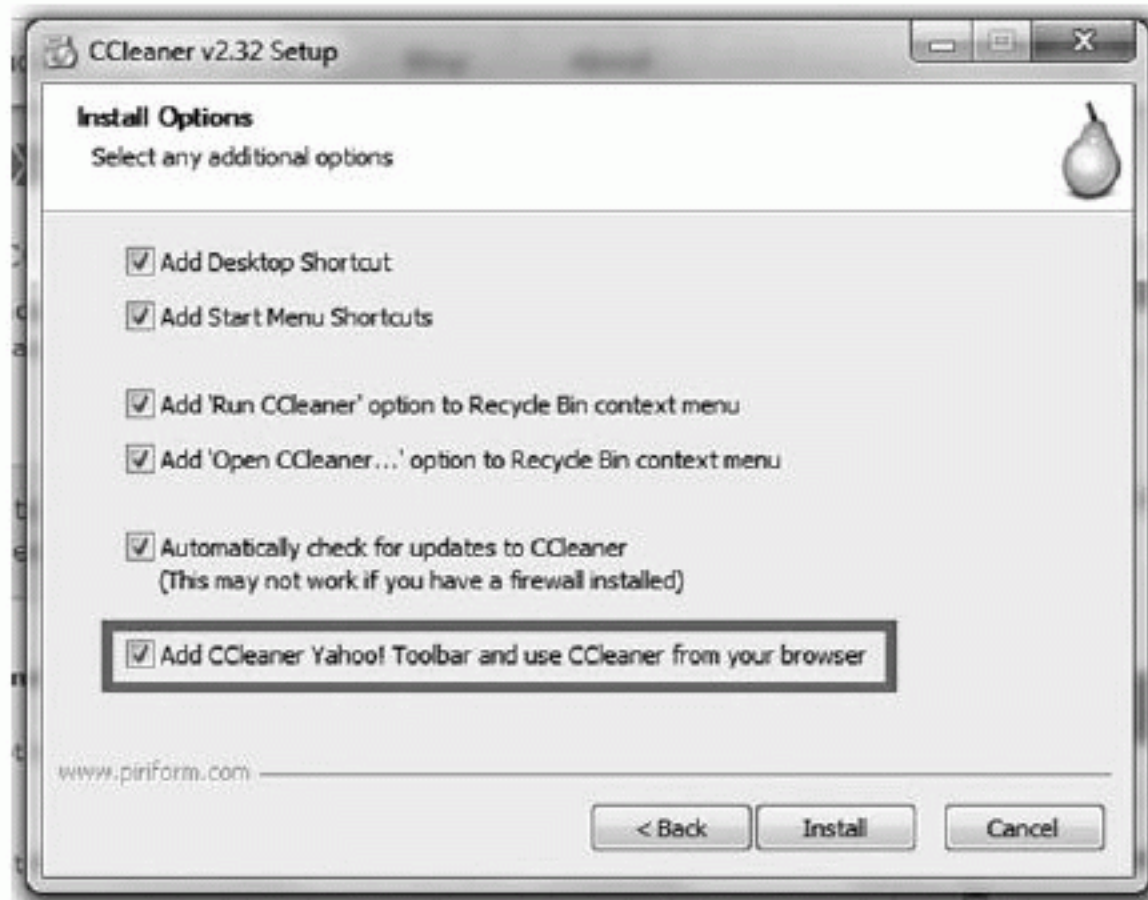 CCleaner v2.32 Setup
Install Options
Select any additional options
Add Desktop Shortcut
Add Start Menu Shortcuts
Add 'Run CCleaner' option to Recycle Bin context menu
Add 'Open CCleaner...' option to Recycle Bin context menu
Automatically check for updates to CCleaner
(This may not work if you have a firewall installed)
Add CCleaner Yahoo! Toolbar and use CCleaner from your browser
www.piriform.com
< Back
Install
Cancel